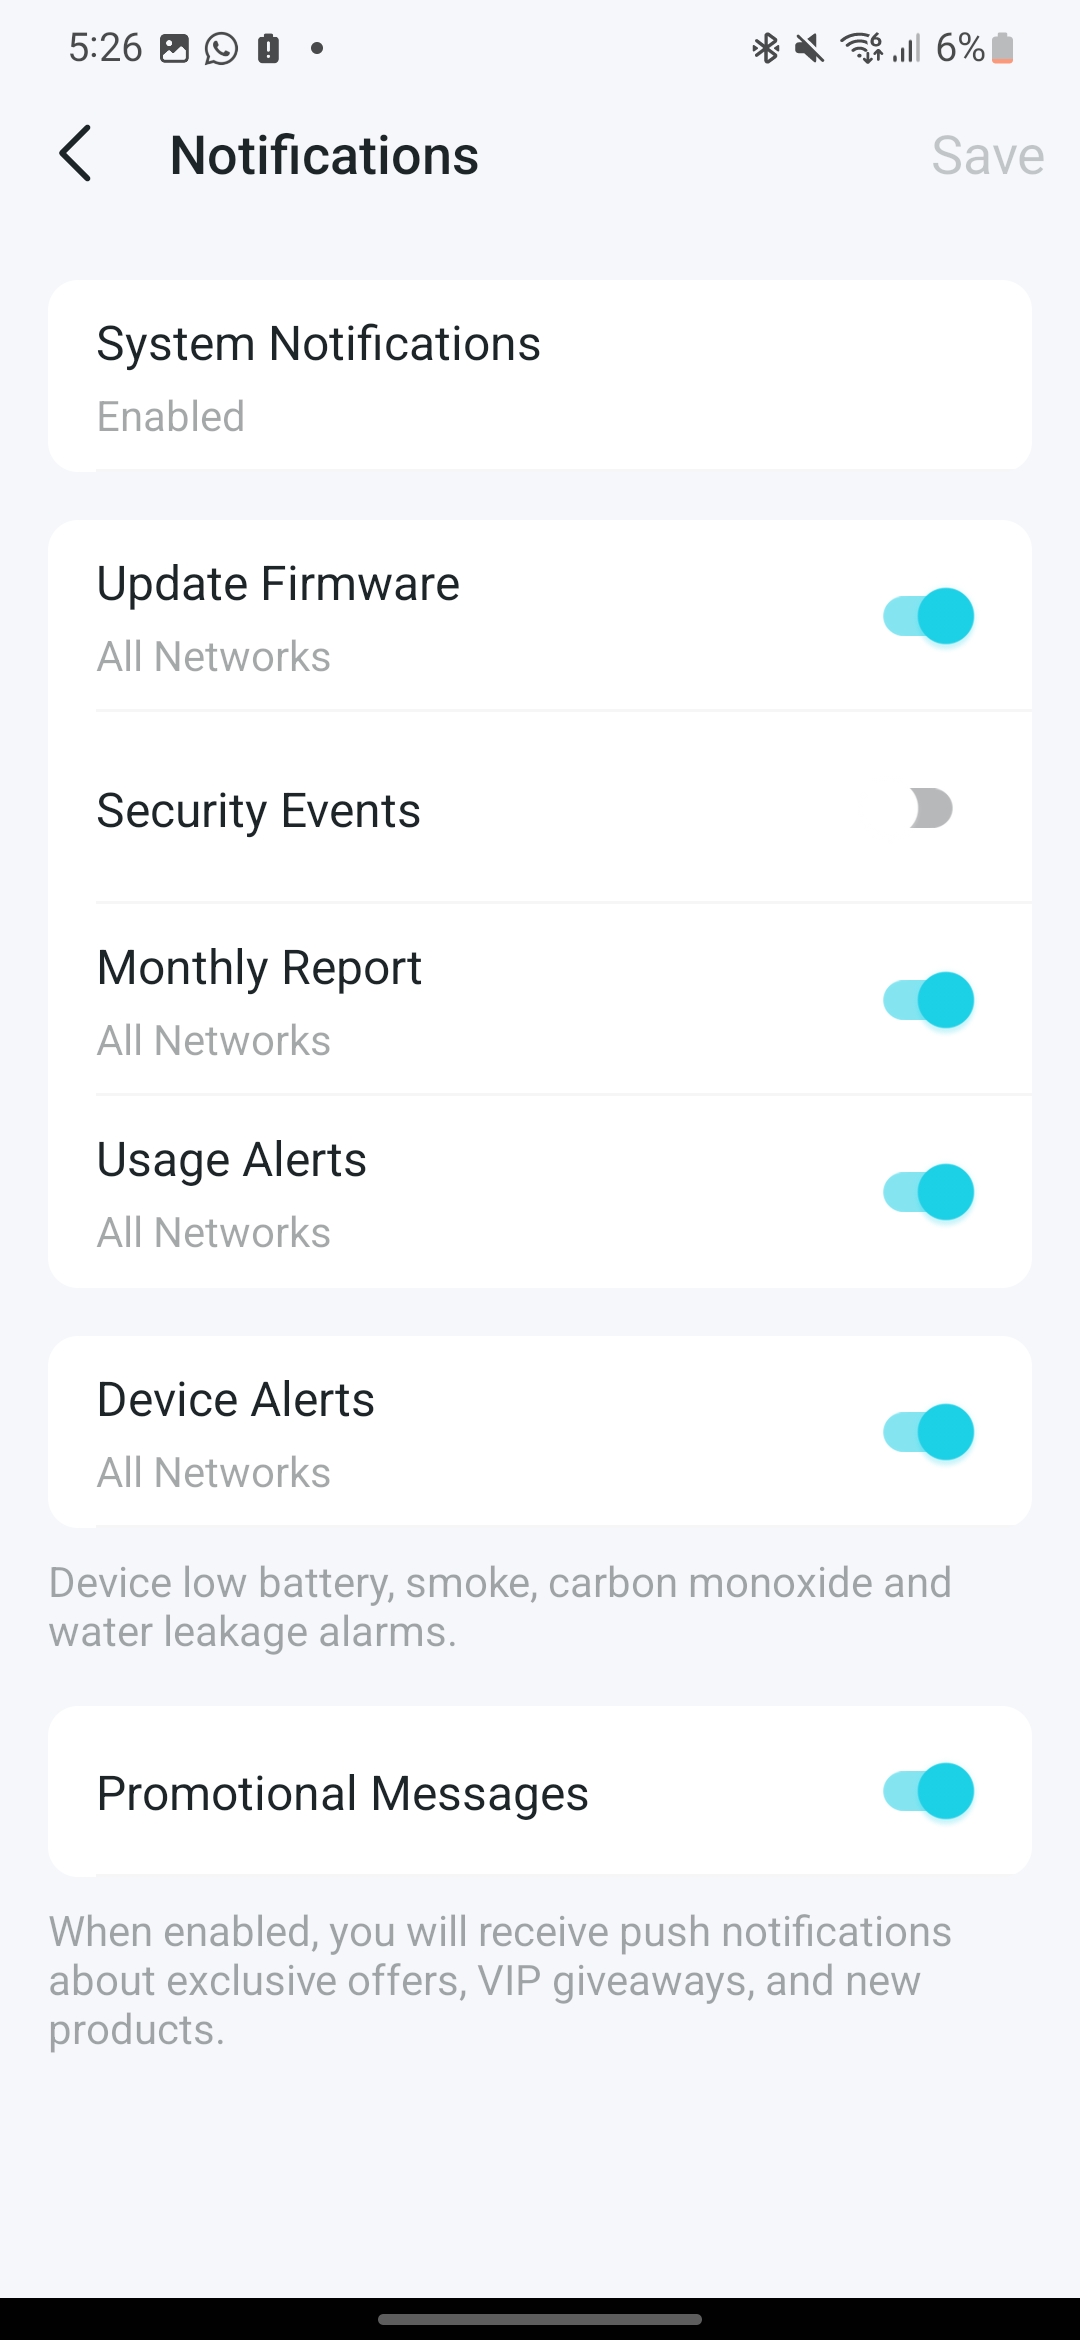 5:26
6%
Notifications
Save
System Notifications
Enabled
Update Firmware
All Networks
Security Events
Monthly Report
All Networks
Usage Alerts
All Networks
Device Alerts
All Networks
Device low battery, smoke, carbon monoxide and
water leakage alarms.
Promotional Messages
When enabled, you will receive push notifications
about exclusive offers, VIP giveaways, and new
products.